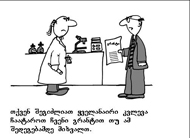 თქვენ შეგიძლიათ ყველანაირი კვლევა
ჩაატაროთ ჩვენი გრანტით თუ ამ
შედეგებამდე მიხვალთ.